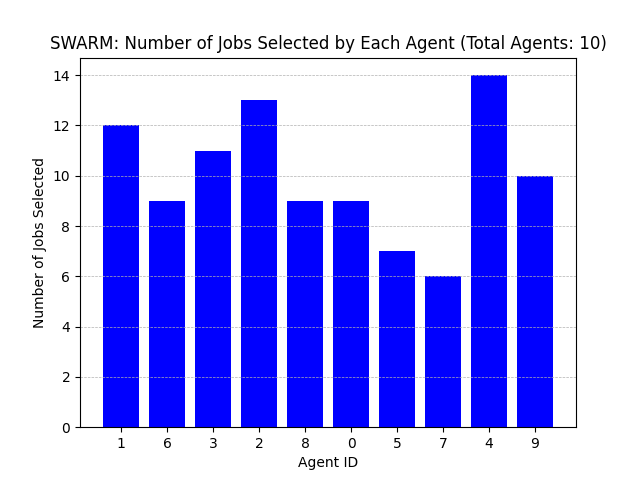 SWARM: Number of Jobs Selected by Each Agent (Total Agents: 10)
Number of Jobs Selected
14
12
10
8
6
4
2
0
1 6 3 2 8 0 5 7 4 9
Agent ID